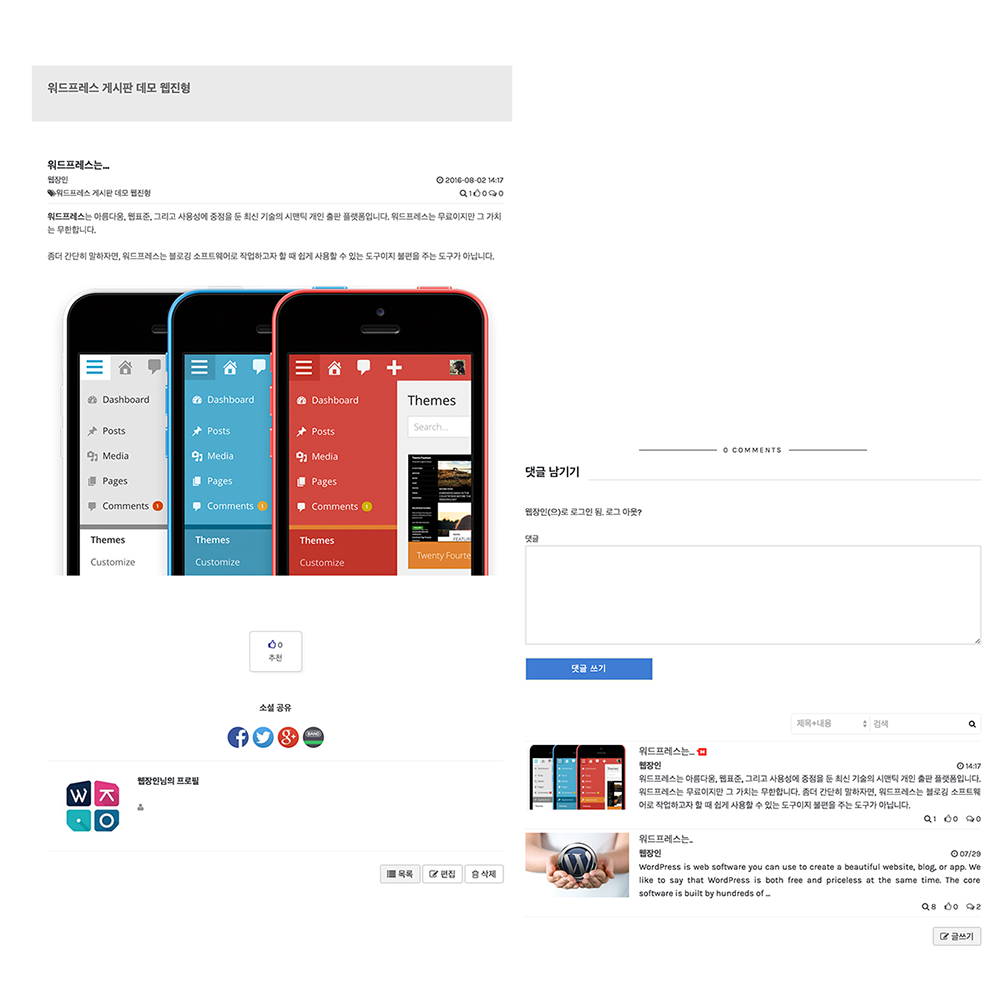 워드프레스 게시판 데모 웹진형
워드프레스는...
웹장인
2016-08-02 14:17
워드프레스 게시판 데모 웹진형
1 0 0
워드프레스는 아름다움, 웹표준, 그리고 사용성에 중점을 둔 최신 기술의 시맨틱 개인 출판 플랫폼입니다. 워드프레스는 무료이지만 그 가치
는 무한합니다.
좀더 간단히 말하자면, 워드프레스는 블로깅 소프트웨어로 작업하고자 할 때 쉽게 사용할 수 있는 도구이지 불편을 주는 도구가 아닙니다.
Dashboard
Posts
Media
Pages
Comments 1
Themes
Customize
Dashboard
Posts
Media
Pages
Comments 1
Themes
Customize
Dashboard
Posts
Media
Pages
Comments 1
Themes
Customize
Themes
Search...
Twenty Fourte
0
추천
소셜 공유
f
g+
BAND
웹장인님의 프로필
W ㅈ
목록
편집
삭제
0 COMMENTS
댓글 남기기
웹장인(으)로 로그인 됨. 로그 아웃?
댓글
댓글 쓰기
제목+내용
검색
워드프레스는... N
웹장인
14:17
워드프레스는 아름다움, 웹표준, 그리고 사용성에 중점을 둔 최신 기술의 시맨틱 개인 출판 플랫폼입니다.
워드프레스는 무료이지만 그 가치는 무한합니다. 좀더 간단히 말하자면, 워드프레스는 블로깅 소프트웨
어로 작업하고자 할 때 쉽게 사용할 수 있는 도구이지 불편을 주는 도구가 아닙니다.
1 0 0
워드프레스는..
웹장인
07/29
WordPress is web software you can use to create a beautiful website, blog, or app. We
like to say that WordPress is both free and priceless at the same time. The core
software is built by hundreds of ...
8 0 2
글쓰기